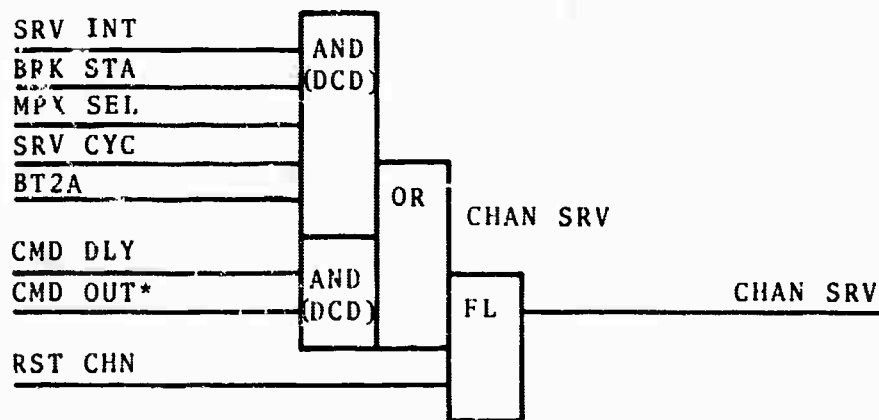 SRV INT
BRK STA
MPX SEL
SRV CYC
BT2A
AND
(DCD)
OR
CHAN SRV
CMD DLY
CMD OUT*
AND
(DCD)
FL
CHAN SRV
RST CHN